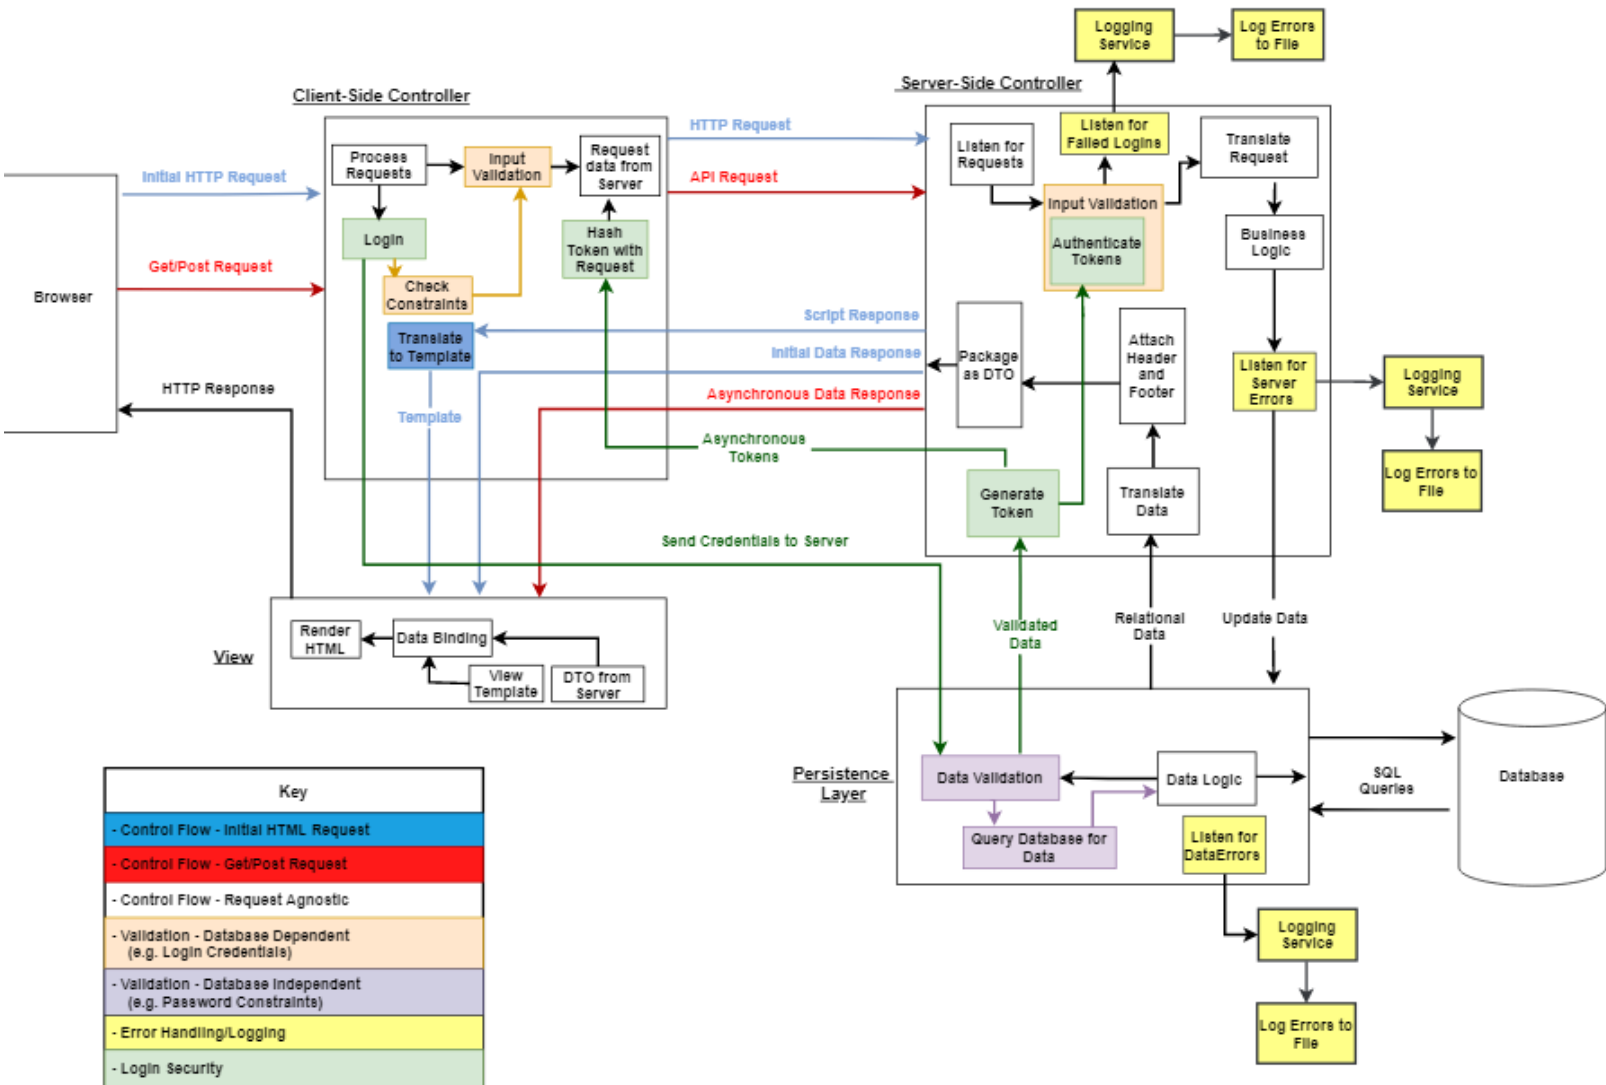 Logging
Service
Log Errors
to File
Client-Side Controller
Server-Side Controller
HTTP Request
Listen for
Failed Logins
Listen for
Requests
Translate
Request
Process
Requests
Input
Validation
Request
data from
Server
Initial HTTP Request
API Request
Input Validation
Login
Hash
Token with
Request
Authenticate
Tokens
Business
Logic
Get/Post Request
Browser
Check
Constraints
Script Response
Translate
to Template
Initial Data Response
Package
as DTO
Attach
Header
and
Footer
Listen for
Server
Errors
Logging
Service
HTTP Response
Asynchronous Data Response
Template
Asynchronous
Tokens
Log Errors to
File
Generate
Token
Translate
Data
Send Credentials to Server
Validated
Data
Relational
Data
Update Data
View
Render
HTML
Data Binding
View
Template
DTO from
Server
Persistence
Layer
Data Validation
Data Logic
SQL
Queries
Database
Query Database for
Data
Listen for
DataErrors
Logging
Service
Log Errors to
File
Key
- Control Flow - Initial HTML Request
- Control Flow - Get/Post Request
- Control Flow - Request Agnostic
- Validation - Database Dependent
(e.g. Login Credentials)
- Validation - Database Independent
(e.g. Password Constraints)
- Error Handling/Logging
- Login Security